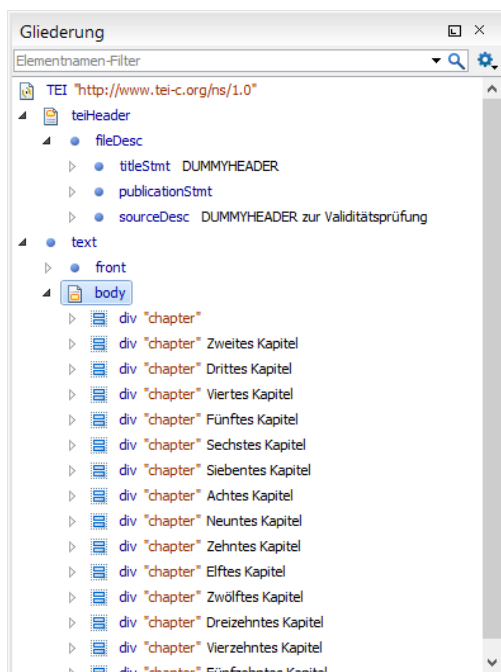 Gliederung
Elementnamen-Filter
TEI "http://www.tei-c.org/ns/1.0"
teiHeader
fileDesc
titleStmt DUMMYHEADER
publicationStmt
sourceDesc DUMMYHEADER zur Validitätsprüfung
text
front
body
div "chapter"
div "chapter" Zweites Kapitel
div "chapter" Drittes Kapitel
div "chapter" Viertes Kapitel
div "chapter" Fünftes Kapitel
div "chapter" Sechstes Kapitel
div "chapter" Siebentes Kapitel
div "chapter" Achtes Kapitel
div "chapter" Neuntes Kapitel
div "chapter" Zehntes Kapitel
div "chapter" Elftes Kapitel
div "chapter" Zwölftes Kapitel
div "chapter" Dreizehntes Kapitel
div "chapter" Vierzehntes Kapitel
div "chapter" Fünfzehntes Kapitel